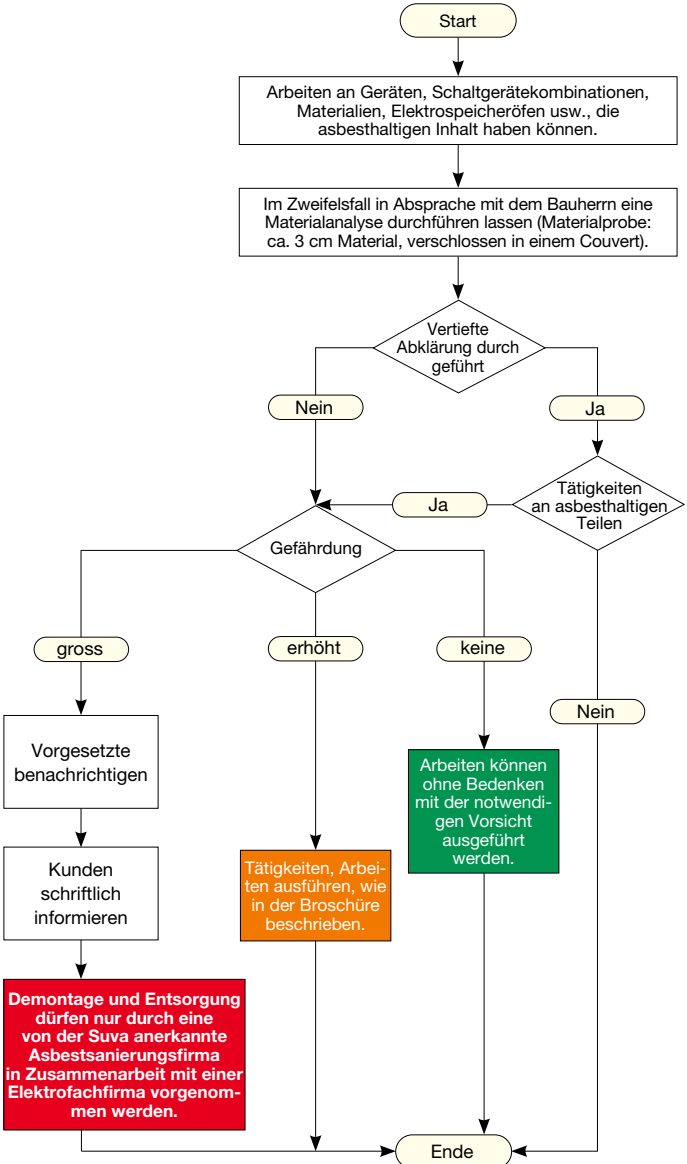 Start
Arbeiten an Geräten, Schaltgerätekombinationen,
Materialien, Elektrospeicheröfen usw., die
asbesthaltigen Inhalt haben können.
Im Zweifelsfall in Absprache mit dem Bauherrn eine
Materialanalyse durchführen lassen (Materialprobe:
ca. 3 cm Material, verschlossen in einem Couvert).
Vertiefte
Abklärung durch
geführt
Nein
Ja
Tätigkeiten
an asbesthaltigen
Teilen
Ja
Gefährdung
gross
erhöht
keine
Nein
Vorgesetzte
benachrichtigen
Arbeiten können
ohne Bedenken
mit der notwendi-
gen Vorsicht
ausgeführt
werden.
Kunden
schriftlich
informieren
Tätigkeiten, Arbei-
ten ausführen, wie
in der Broschüre
beschrieben.
Demontage und Entsorgung
dürfen nur durch eine
von der Suva anerkannte
Asbestsanierungsfirma
in Zusammenarbeit mit einer
Elektrofachfirma vorgenom-
men werden.
Ende